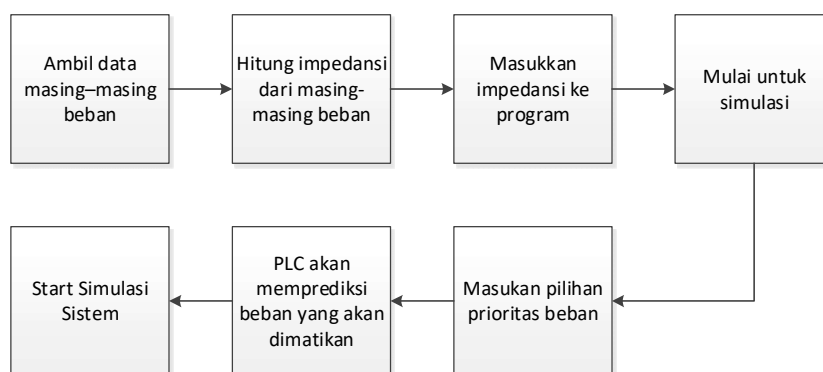 Ambil data
masing–masing
beban
Hitung impedansi
dari masing-
masing beban
Masukkan
impedansi ke
program
Mulai untuk
simulasi
Masukan pilihan
prioritas beban
PLC akan
memprediksi
beban yang akan
dimatikan
Start Simulasi
Sistem